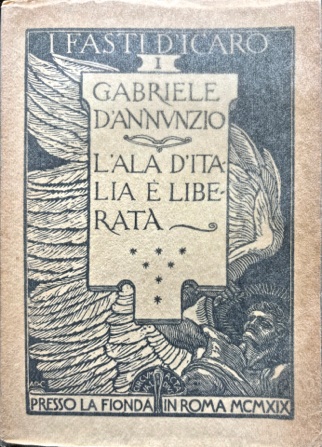 I FASTI D'ICARO
I
GABRIELE
D'ANNVNZIO
L'ALA D'ITA-
LIA È LIBE-
RATA
PRESSO LA FIONDA IN ROMA MCMXIX